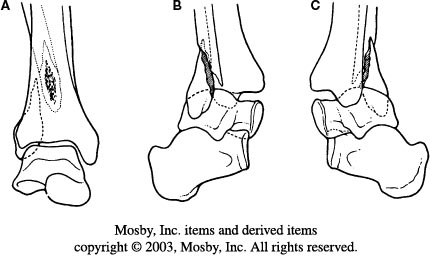 A B C
Mosby, Inc. items and derived items
copyright © 2003, Mosby, Inc. All rights reserved.